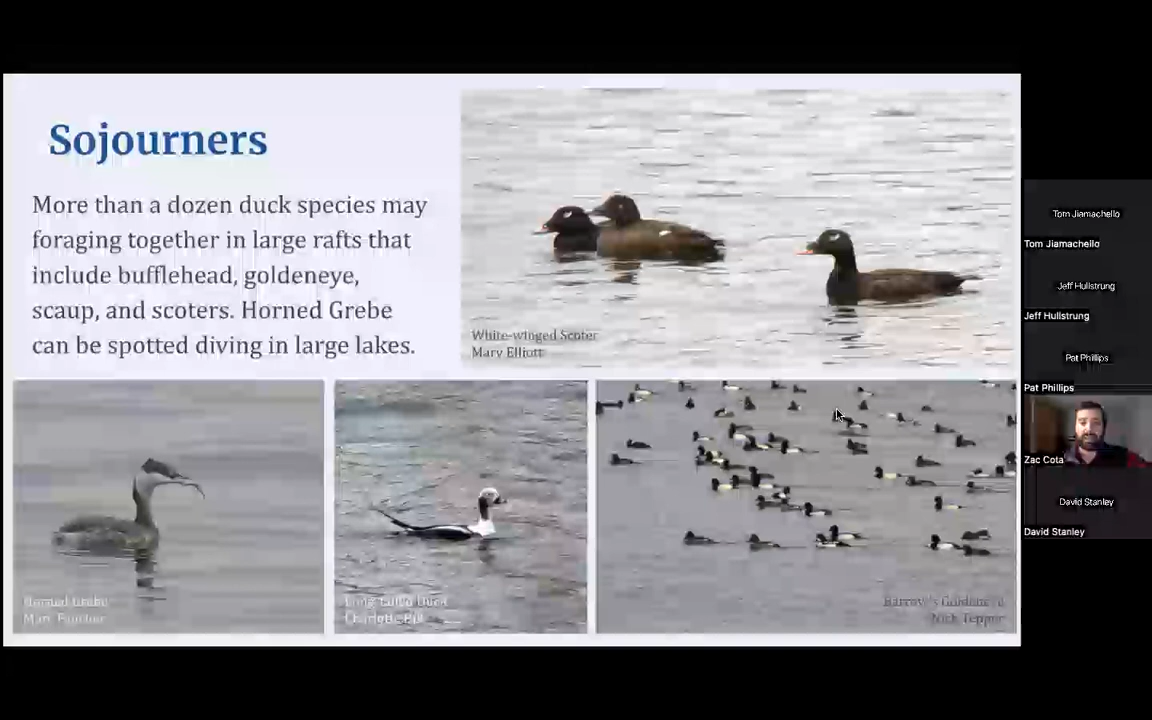 Sojourners
More than a dozen duck species may
foraging together in large rafts that
include bufflehead, goldeneye,
scaup, and scoters. Horned Grebe
can be spotted diving in large lakes.
White-winged Scoter
Mary Elliott
Horned Grebe
Long-tailed Duck
Barrow's Goldeneye
Nick Tepper
Tom Jiamachello
Tom Jiamachello
Jeff Hullstrung
Jeff Hullstrung
Pat Phillips
Pat Phillips
Zac Cota
David Stanley
David Stanley